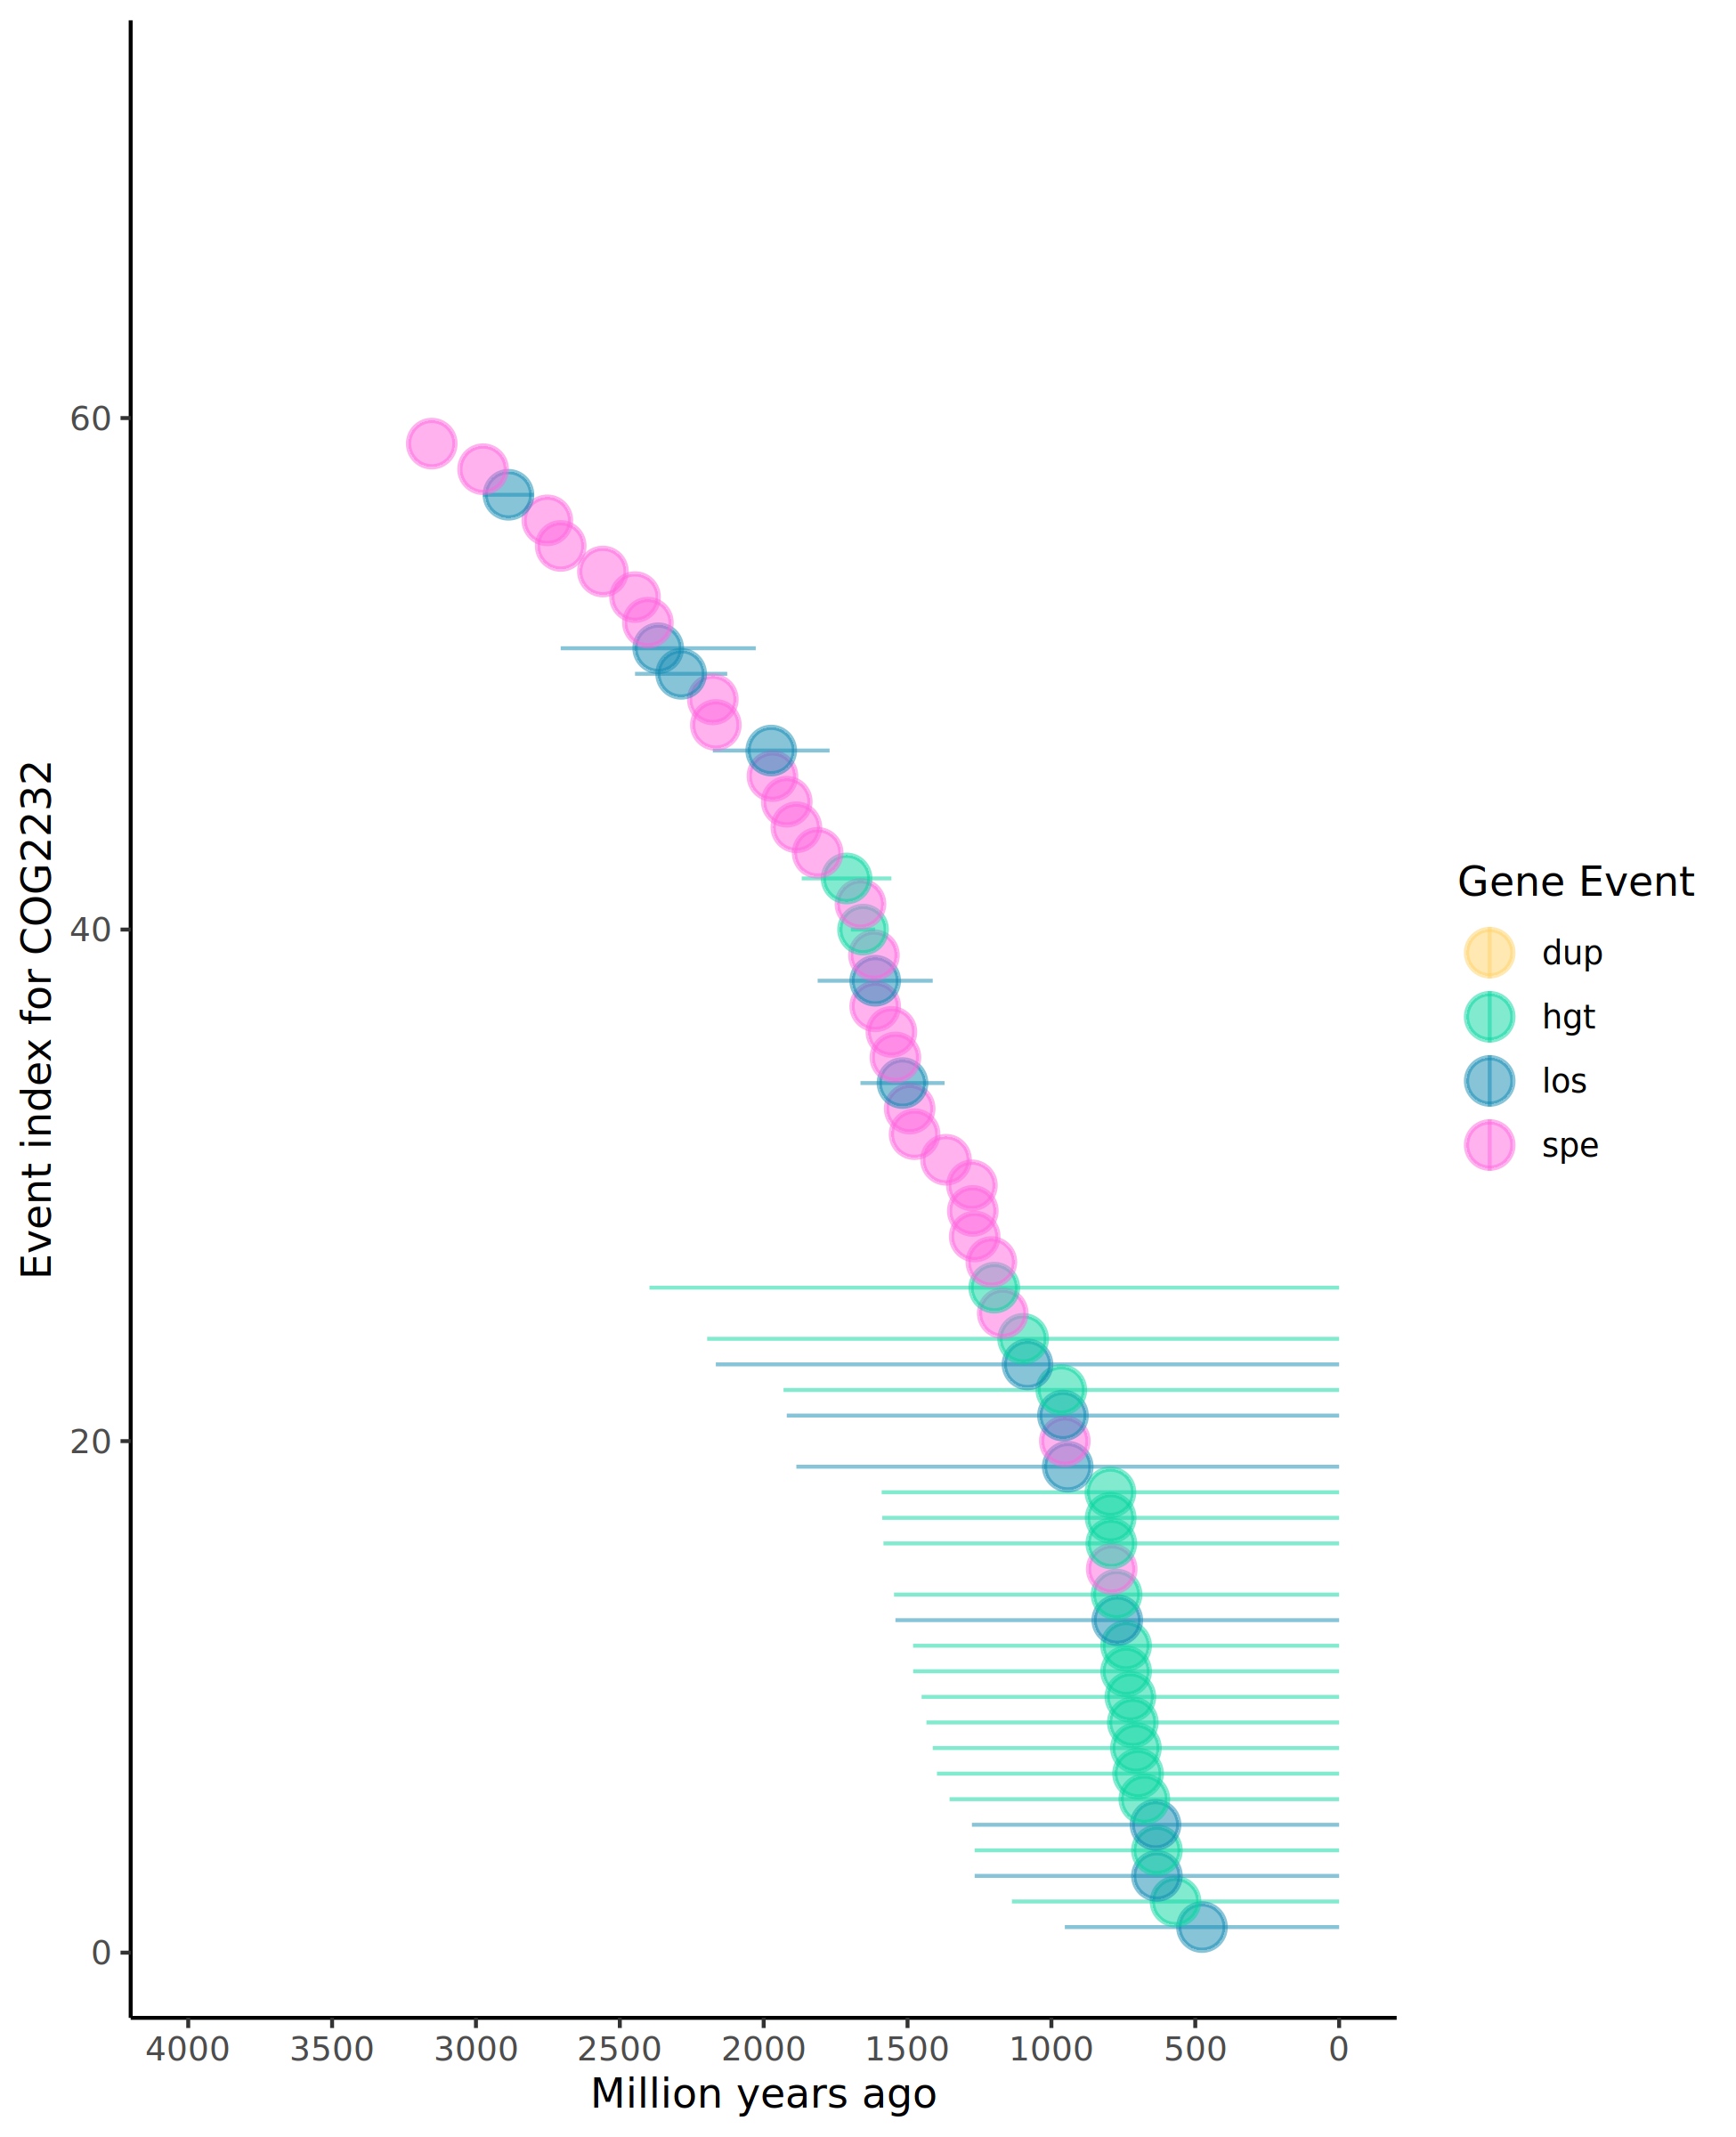 Event index for COG2232
60
40
20
0
4000 3500 3000 2500 2000 1500 1000 500 0
Million years ago
Gene Event
dup
hgt
los
spe